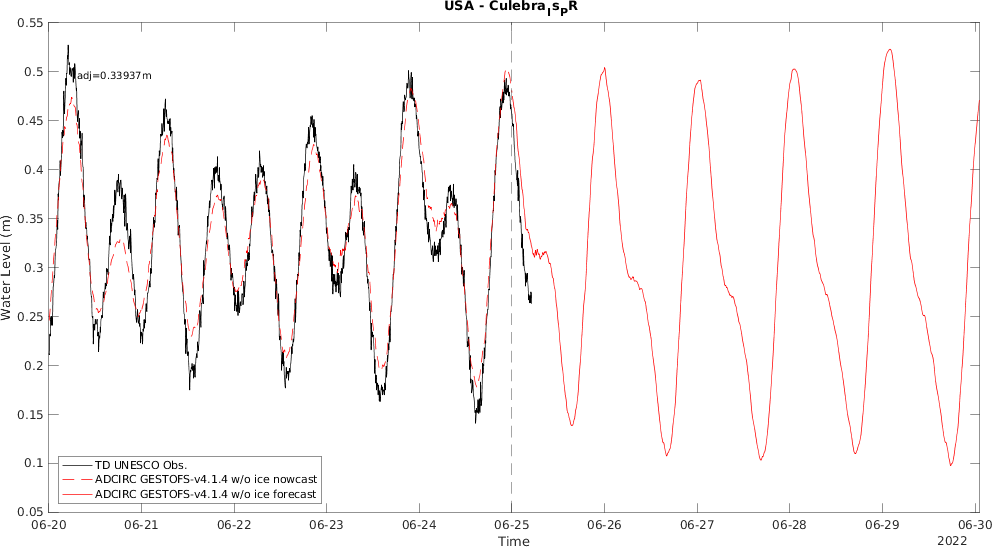 USA - Culebra_Is_PR
0.55
0.5
0.45
0.4
0.35
0.3
0.25
0.2
0.15
0.1
0.05
Water Level (m)
adj=0.33937m
TD UNESCO Obs.
ADCIRC GESTOFS-v4.1.4 w/o ice nowcast
ADCIRC GESTOFS-v4.1.4 w/o ice forecast
06-20 06-21 06-22 06-23 06-24 06-25 06-26 06-27 06-28 06-29 06-30
Time
2022